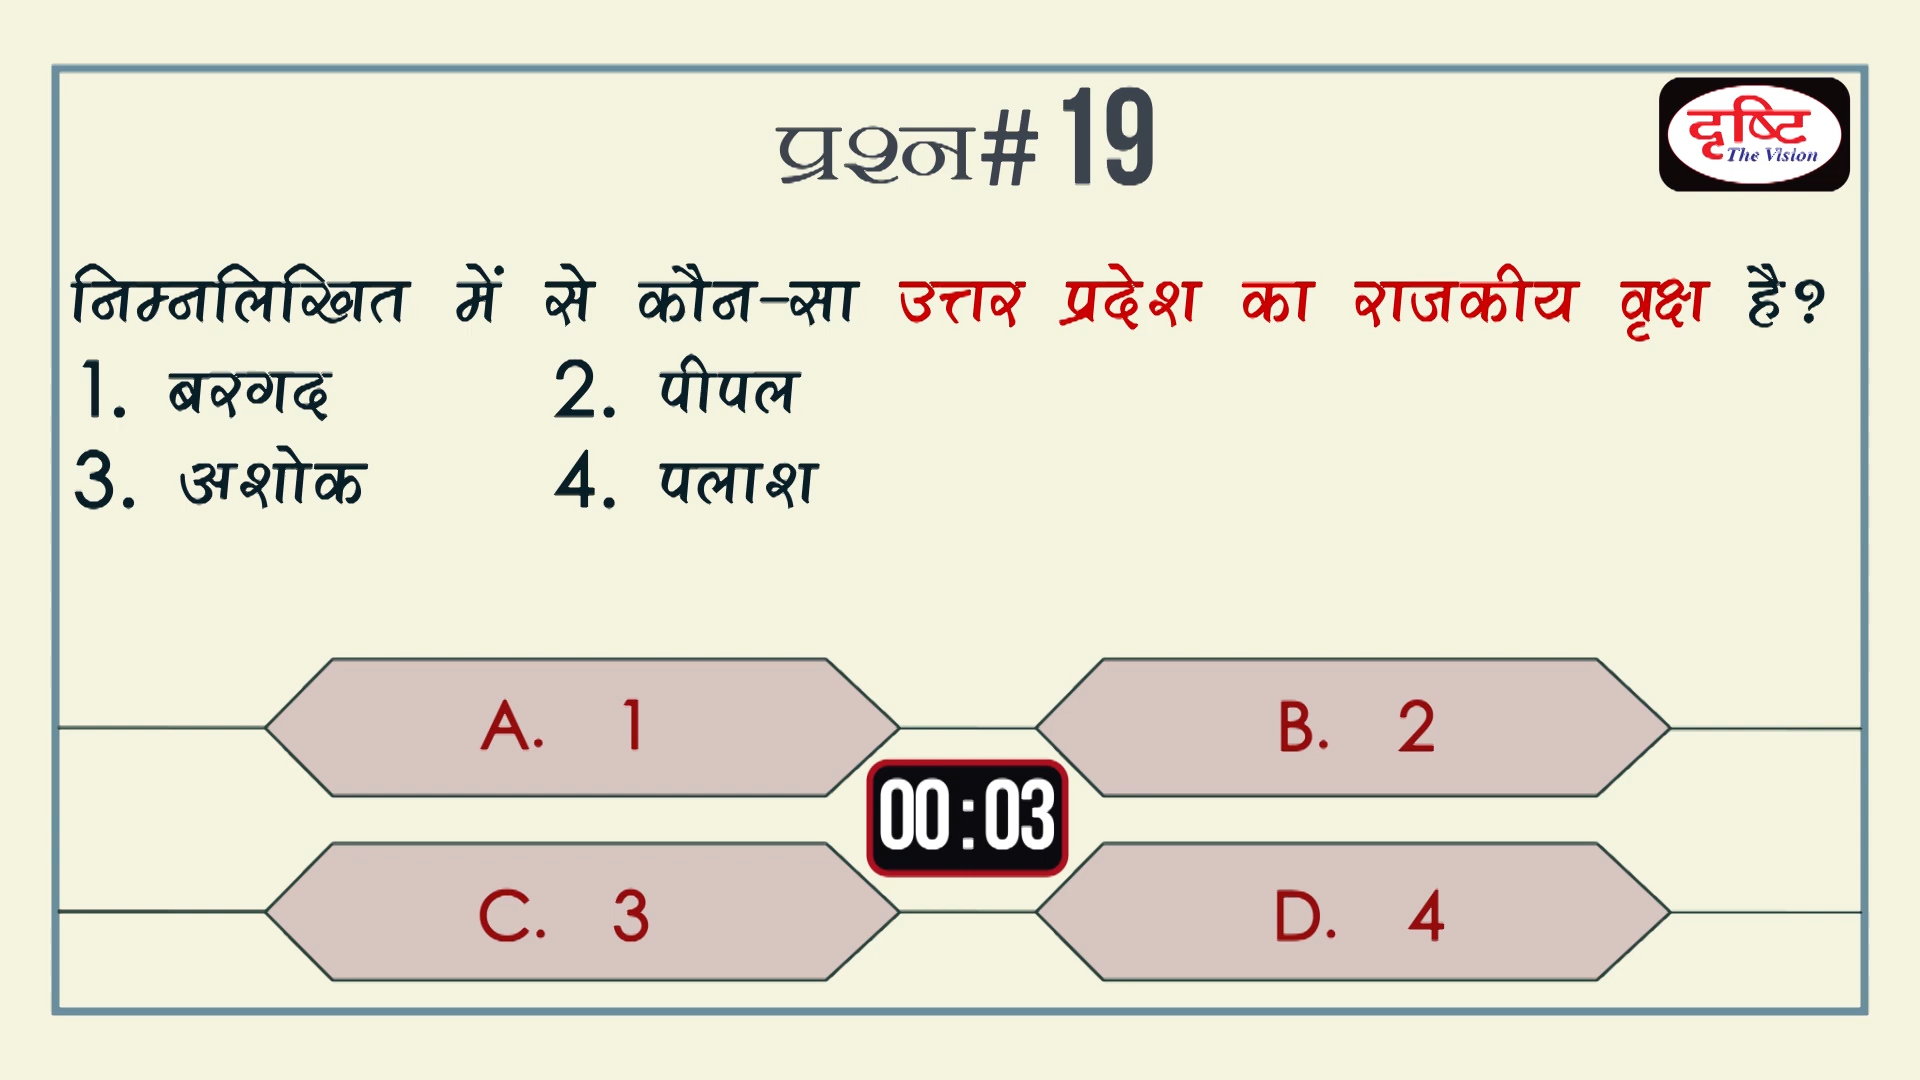 प्रश्न# 19
दृष्टि
The Vision
निम्नलिखित में से कौन-सा उत्तर प्रदेश का राजकीय वृक्ष है?
1. बरगद 2. पीपल
3. अशोक 4. पलाश
A. 1 B. 2
00:03
C. 3 D. 4